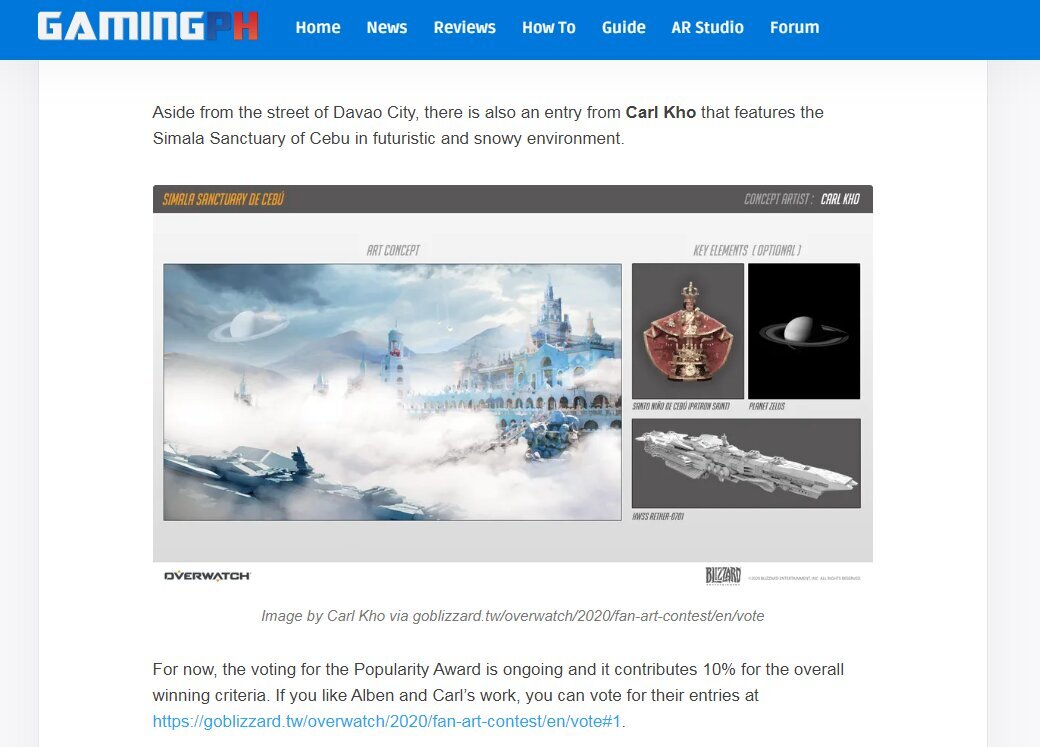 GAMINGPH
Home News Reviews How To Guide AR Studio Forum
Aside from the street of Davao City, there is also an entry from Carl Kho that features the
Simala Sanctuary of Cebu in futuristic and snowy environment.
SIMALA SANCTUARY DE CEBÚ
CONCEPT ARTIST : CARL KHO
ART CONCEPT
KEY ELEMENTS ( OPTIONAL )
SANTO NIÑO DE CEBÚ (PATRON SAINT)
PLANET ZELUS
HWSS AETHER-0701
OVERWATCH
BLIZZARD
ENTERTAINMENT
©2020 BLIZZARD ENTERTAINMENT, INC. ALL RIGHTS RESERVED
Image by Carl Kho via goblizzard.tw/overwatch/2020/fan-art-contest/en/vote
For now, the voting for the Popularity Award is ongoing and it contributes 10% for the overall
winning criteria. If you like Alben and Carl’s work, you can vote for their entries at
https://goblizzard.tw/overwatch/2020/fan-art-contest/en/vote#1.